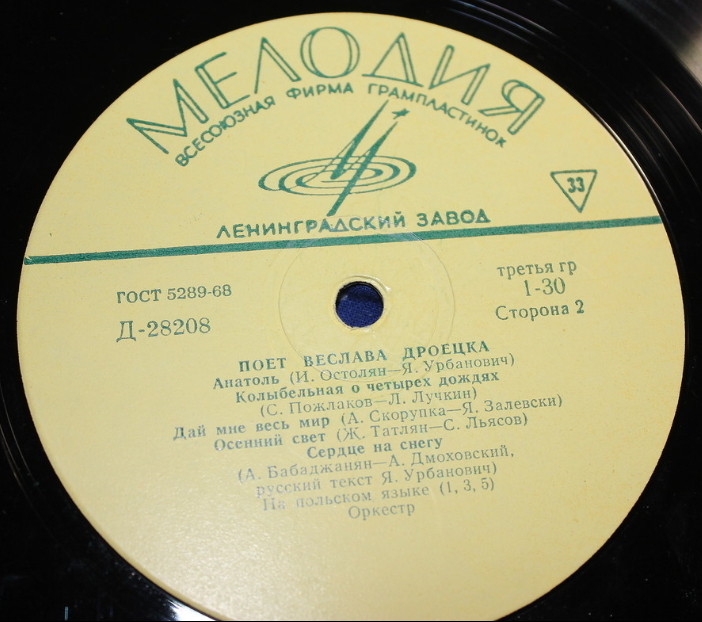 МЕЛОДИЯ
ВСЕСОЮЗНАЯ ФИРМА ГРАМПЛАСТИНОК
33
ЛЕНИНГРАДСКИЙ ЗАВОД
ГОСТ 5289-68
третья гр
Д-28208
1-30
Сторона 2
ПОЕТ ВЕСЛАВА ДРОЕЦКА
Анатоль (И. Остолян—Я. Урбанович)
Колыбельная о четырех дождях
(С. Пожлаков—Л. Лучкин)
Дай мне весь мир (А. Скорупка—Я. Залевски)
Осенний свет (Ж. Татлян—С. Льясов)
Сердце на снегу
(А. Бабаджанян—А. Дмоховский,
русский текст Я. Урбанович)
На польском языке (1, 3, 5)
Оркестр